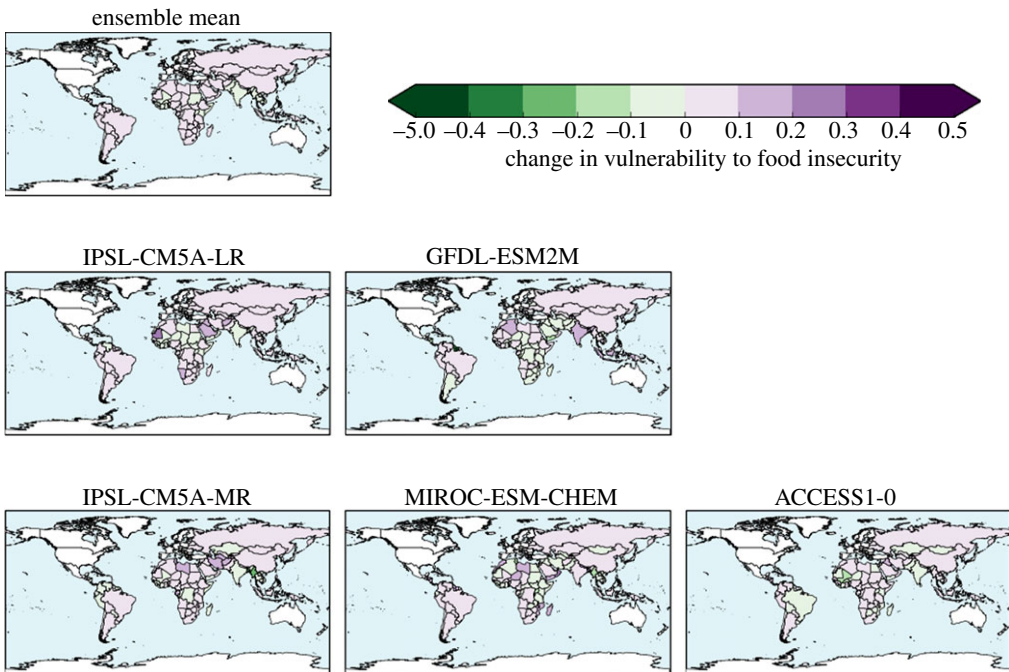 ensemble mean
–5.0 –0.4 –0.3 –0.2 –0.1 0 0.1 0.2 0.3 0.4 0.5
change in vulnerability to food insecurity
IPSL-CM5A-LR GFDL-ESM2M
IPSL-CM5A-MR MIROC-ESM-CHEM ACCESS1-0